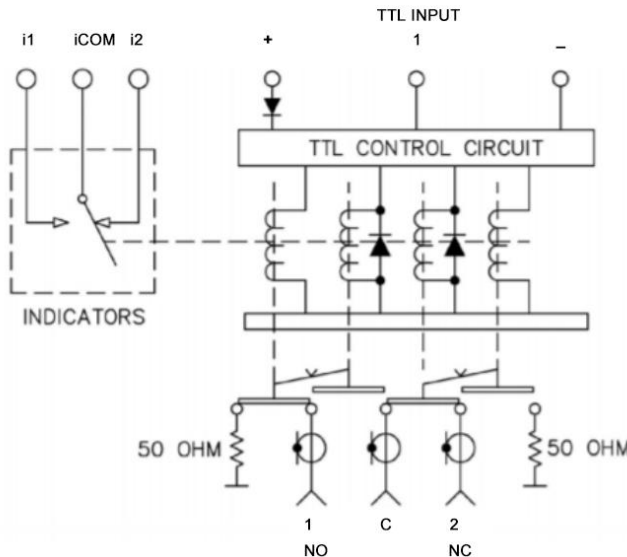 TTL INPUT
i1 iCOM i2 + 1 –
TTL CONTROL CIRCUIT
INDICATORS
50 OHM 50 OHM
1 C 2
NO NC